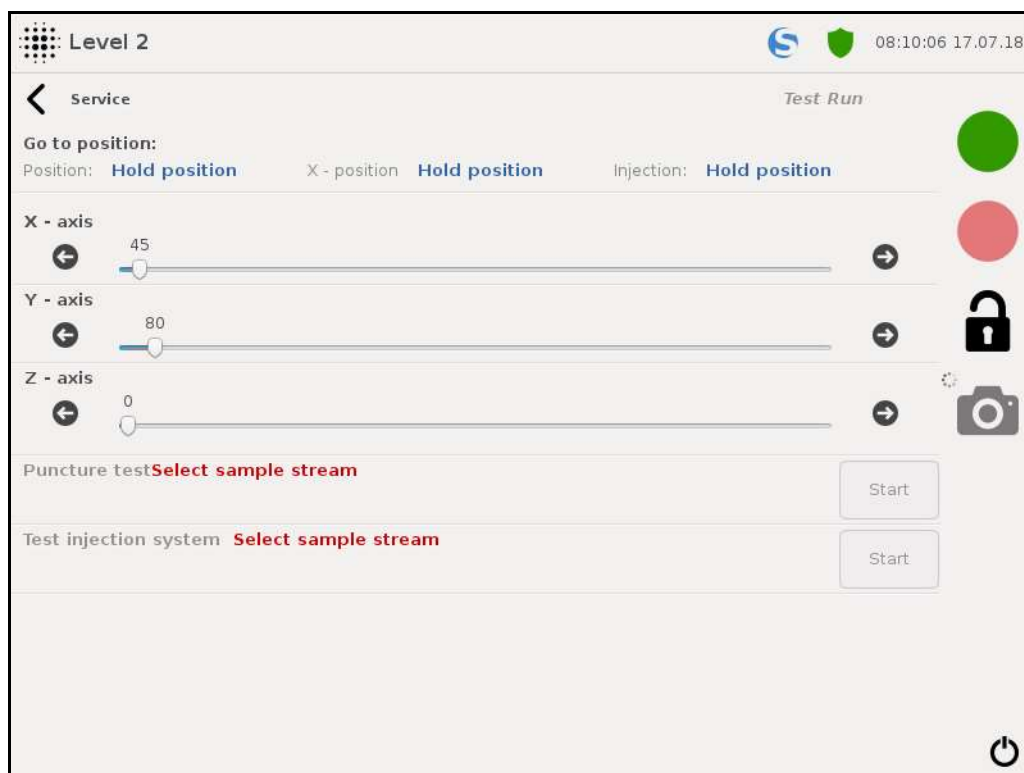 Level 2 08:10:06 17.07.18
Service Test Run
Go to position:
Position: Hold position X - position Hold position Injection: Hold position
X - axis
45
Y - axis
80
Z - axis
0
Puncture testSelect sample stream
Start
Test injection system Select sample stream
Start